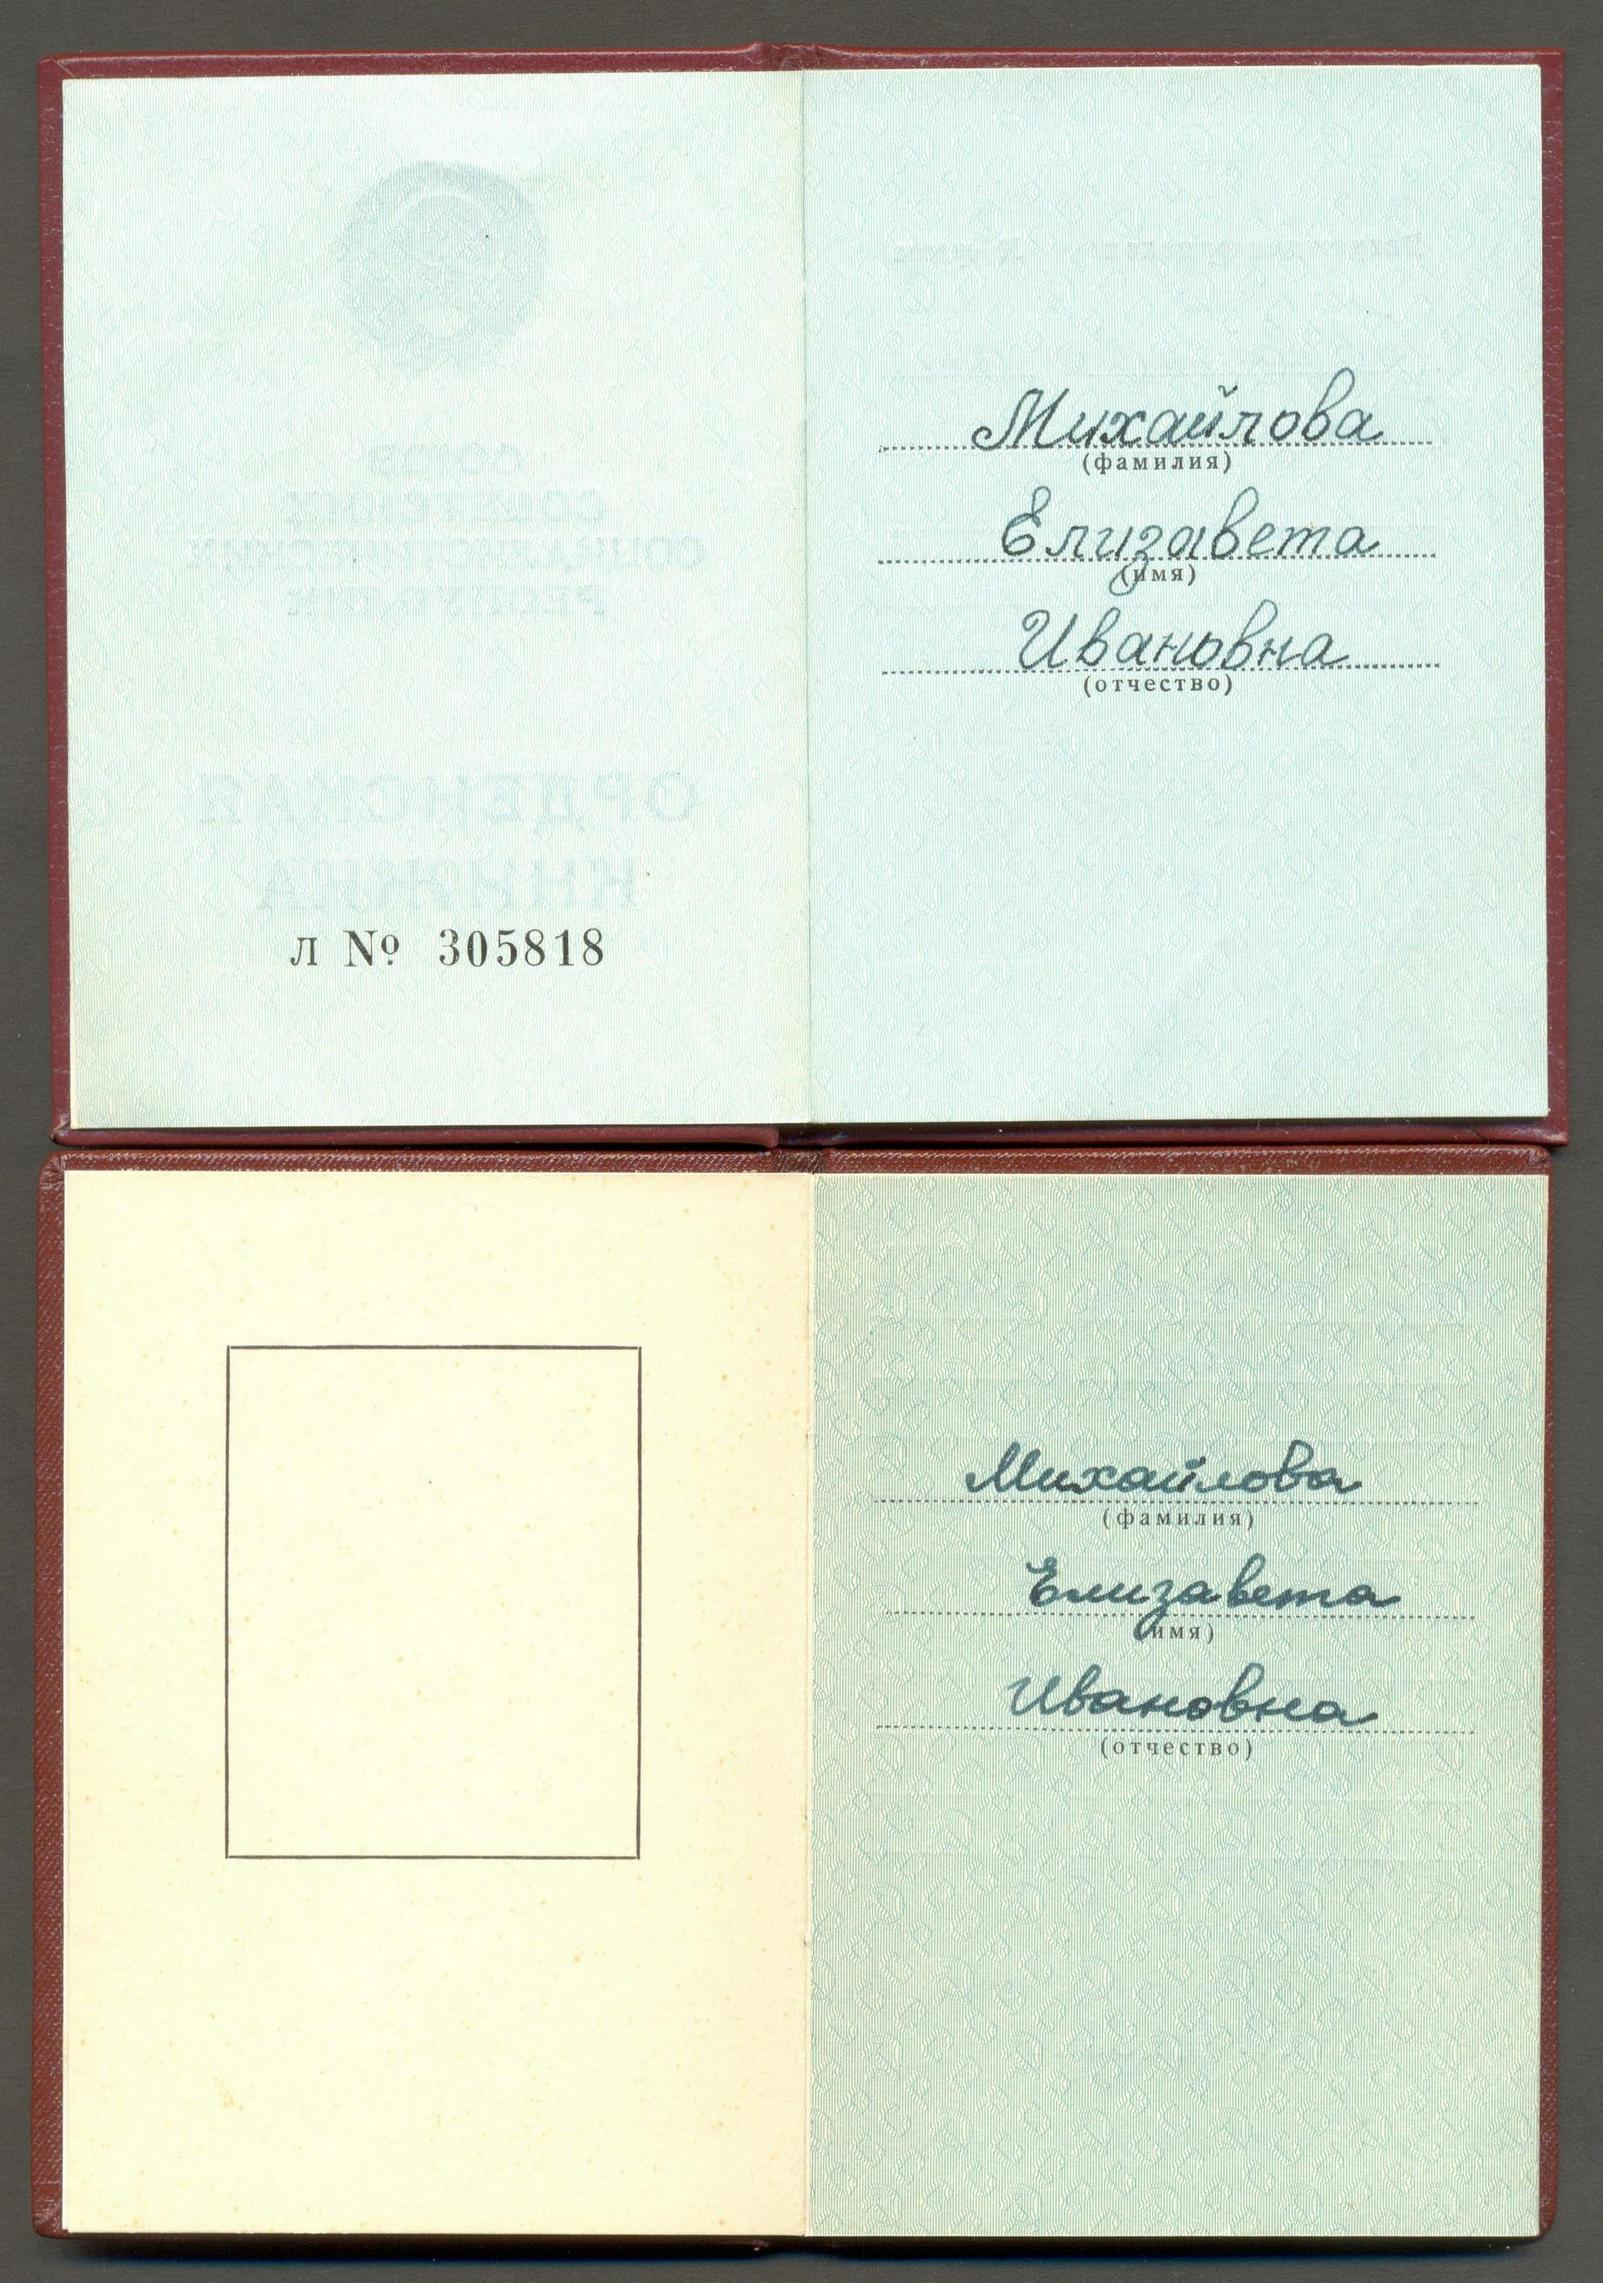 СОЮЗ
СОВЕТСКИХ
СОЦИАЛИСТИЧЕСКИХ
РЕСПУБЛИК
ОРДЕНСКАЯ
КНИЖКА
Л № 305818
Михайлова
(фамилия)
Елизавета
(имя)
Ивановна
(отчество)
Михайлова
(фамилия)
Елизавета
(имя)
Ивановна
(отчество)